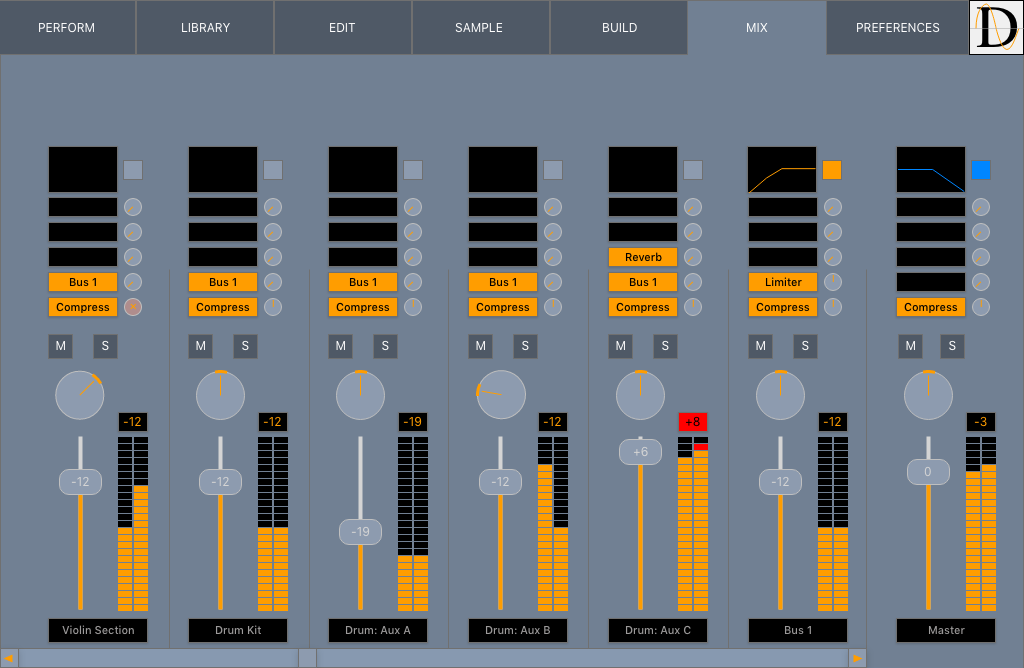 PERFORM LIBRARY EDIT SAMPLE BUILD MIX PREFERENCES D
Reverb
Bus 1 Bus 1 Bus 1 Bus 1 Bus 1 Limiter
Compress Compress Compress Compress Compress Compress Compress
M S M S M S M S M S M S M S
-12 -12 -19 -12 +8 -12 -3
+6
0
-12 -12 -12 -12
-19
Violin Section Drum Kit Drum: Aux A Drum: Aux B Drum: Aux C Bus 1 Master